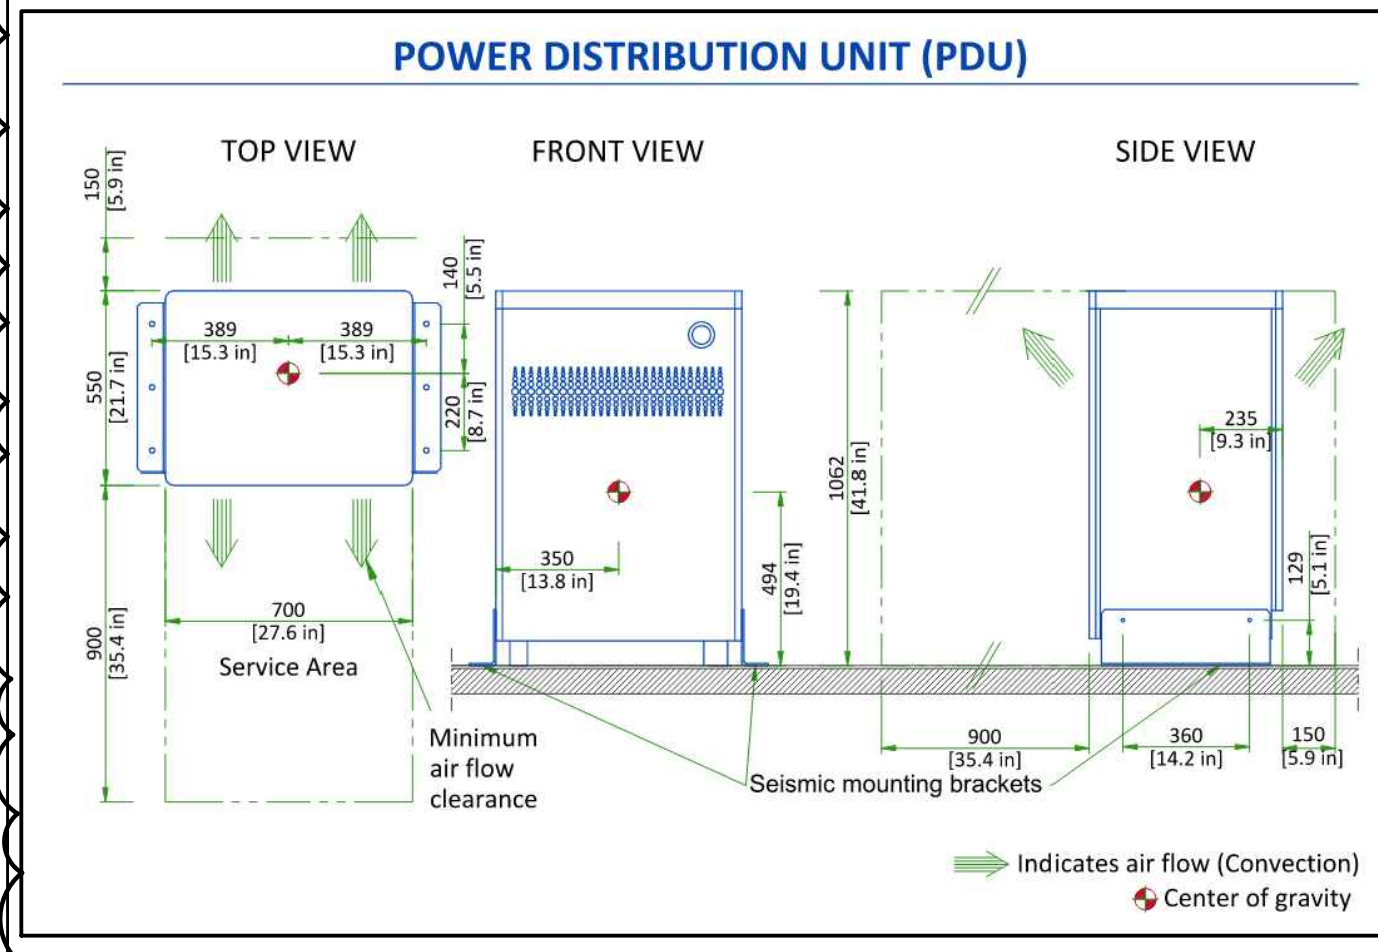 POWER DISTRIBUTION UNIT (PDU)
TOP VIEW
FRONT VIEW
SIDE VIEW
150
[5.9 in]
140
[5.5 in]
389
[15.3 in]
389
[15.3 in]
550
[21.7 in]
220
[8.7 in]
700
[27.6 in]
Service Area
900
[35.4 in]
Minimum
air flow
clearance
350
[13.8 in]
494
[19.4 in]
1062
[41.8 in]
235
[9.3 in]
129
[5.1 in]
900
[35.4 in]
360
[14.2 in]
150
[5.9 in]
Seismic mounting brackets
Indicates air flow (Convection)
Center of gravity